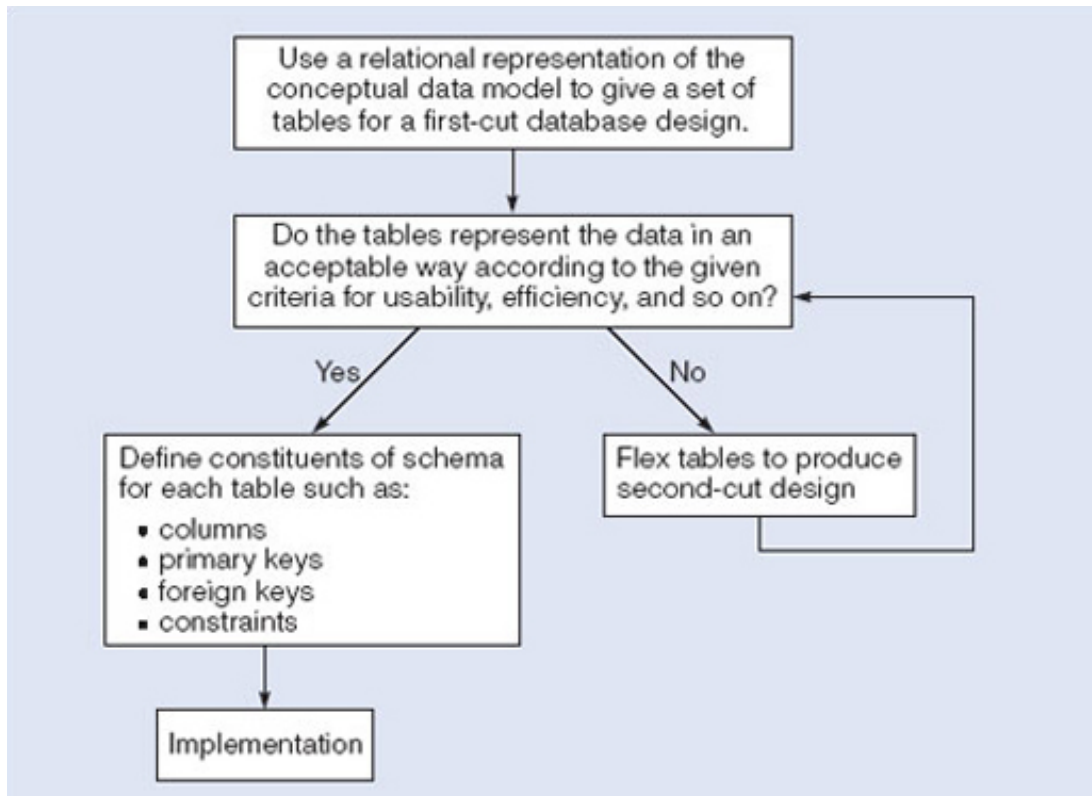 Use a relational representation of the
conceptual data model to give a set of
tables for a first-cut database design.
Do the tables represent the data in an
acceptable way according to the given
criteria for usability, efficiency, and so on?
Yes
No
Define constituents of schema
for each table such as:
▪ columns
▪ primary keys
▪ foreign keys
▪ constraints
Flex tables to produce
second-cut design
Implementation